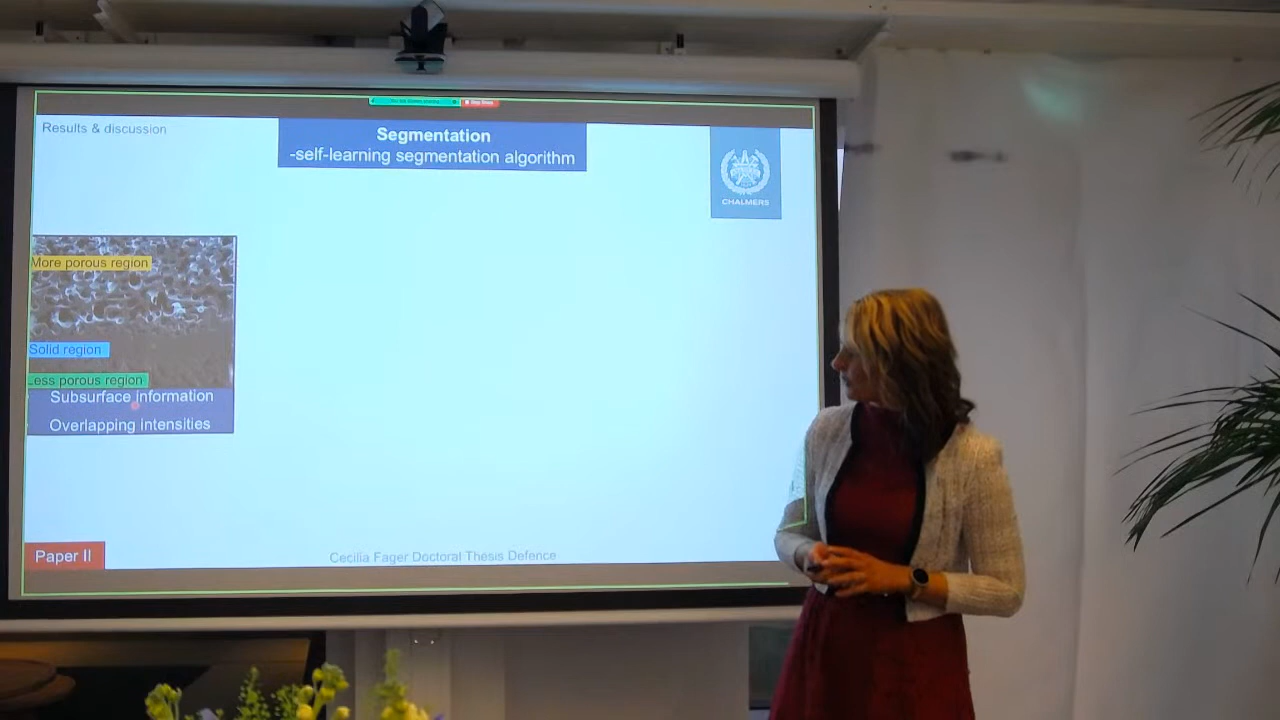 Results & discussion
Segmentation
-self-learning segmentation algorithm
CHALMERS
More porous region
Solid region
Less porous region
Subsurface information
Overlapping intensities
Paper II
Cecilia Fager Doctoral Thesis Defence